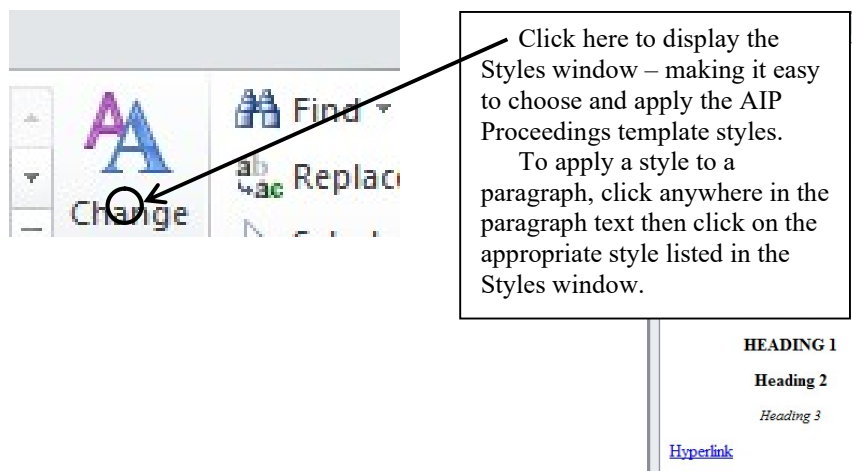 Find
Replac
Change
Click here to display the
Styles window – making it easy
to choose and apply the AIP
Proceedings template styles.
To apply a style to a
paragraph, click anywhere in the
paragraph text then click on the
appropriate style listed in the
Styles window.
HEADING 1
Heading 2
Heading 3
Hyperlink